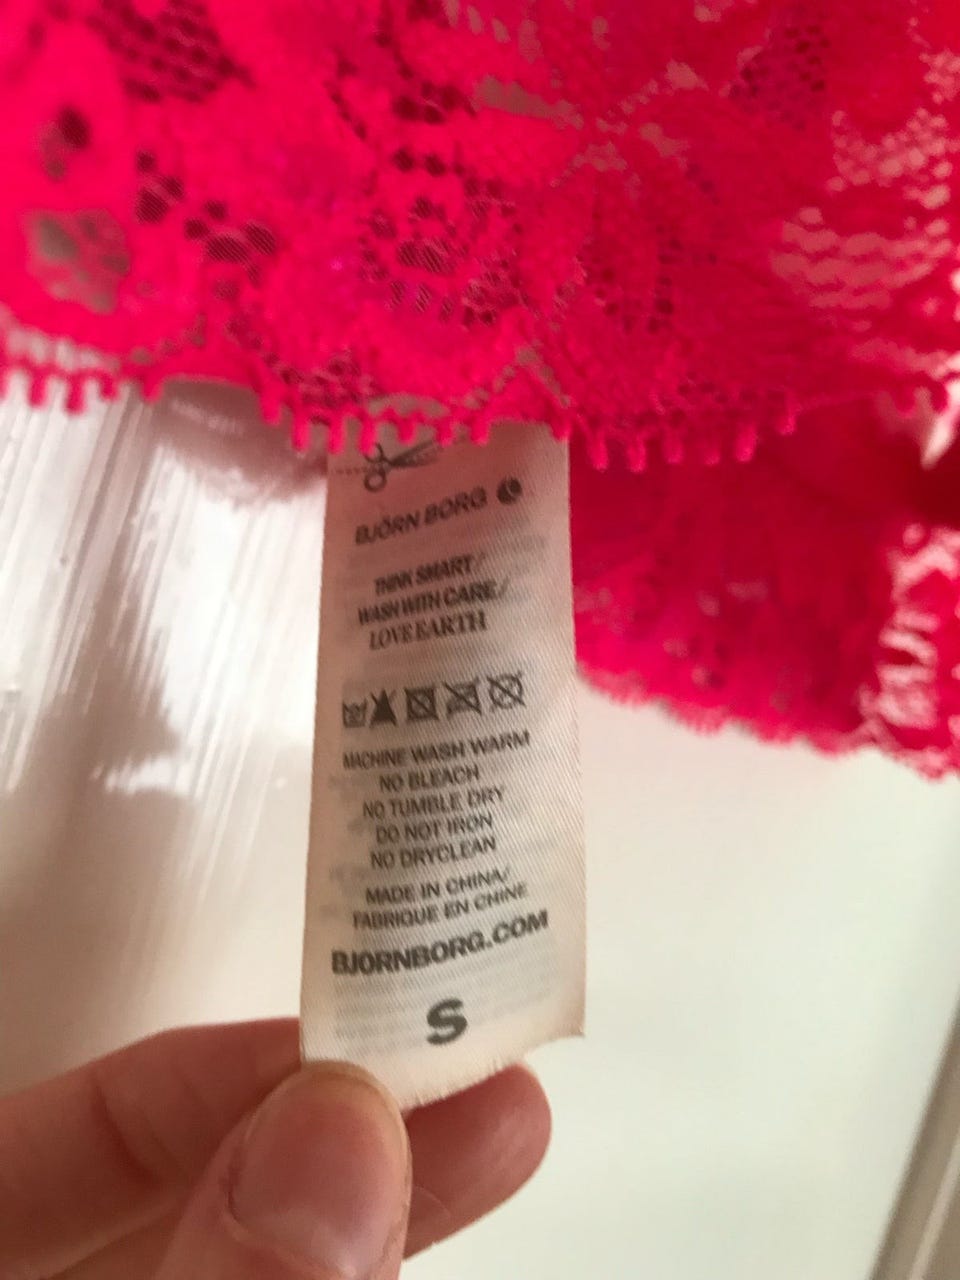 BJÖRN BORG
THINK SMART/
WASH WITH CARE/
LOVE EARTH
MACHINE WASH WARM
NO BLEACH
NO TUMBLE DRY
DO NOT IRON
NO DRYCLEAN
MADE IN CHINA/
FABRIQUE EN CHINE
BJORNBORG.COM
S